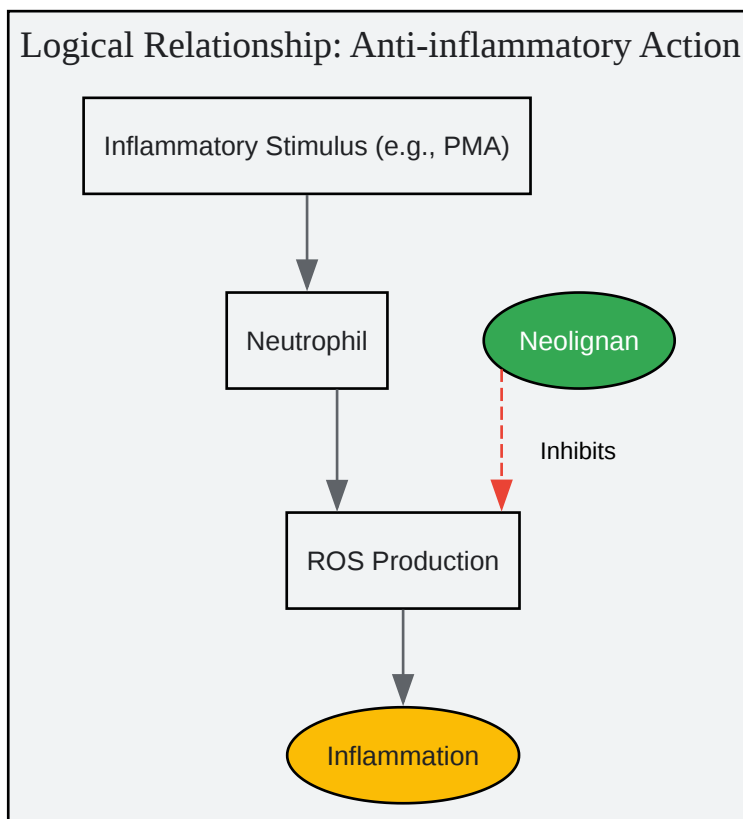 Logical Relationship: Anti-inflammatory Action
Inflammatory Stimulus (e.g., PMA)
Neutrophil
Neolignan
Inhibits
ROS Production
Inflammation